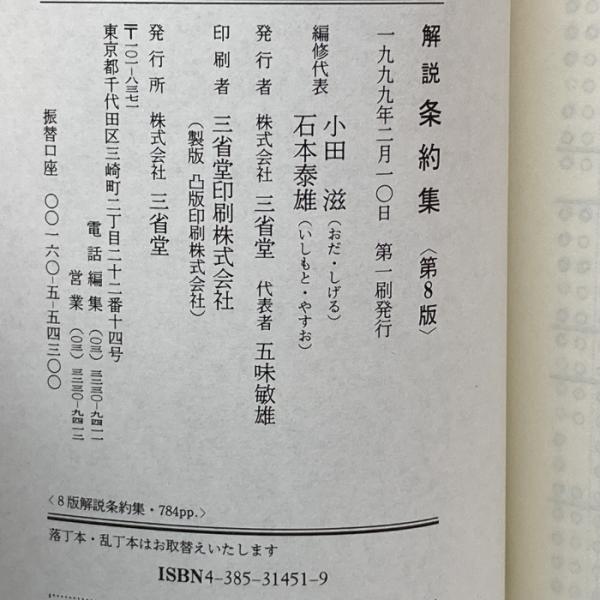 解説 条約集〈第8版〉
一九九九年二月一〇日 第一刷発行
編修代表
小田 滋（おだ・しげる）
石本泰雄（いしもと・やすお）
発行者 株式会社 三省堂 代表者 五味敏雄
印刷者 三省堂印刷株式会社
（製版 凸版印刷株式会社）
発行所 株式会社 三省堂
〒一〇一-八三七一
東京都千代田区三崎町二丁目二十二番十四号
電話 編集（〇三）三二三〇-九四一一
営業（〇三）三二三〇-九四一二
振替口座 〇〇一六〇-五-五四三〇〇
〈8版解説条約集・784pp.〉
落丁本・乱丁本はお取替えいたします
ISBN4-385-31451-9